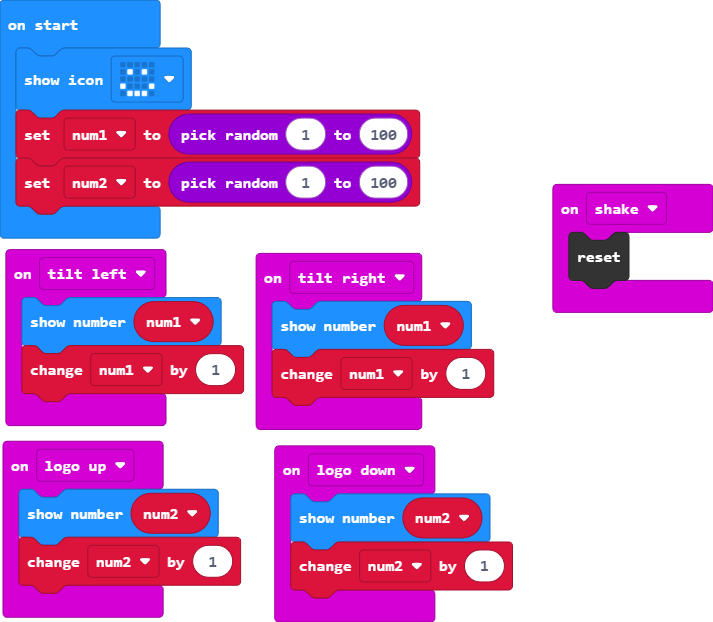 on start
show icon
set num1 to pick random 1 to 100
set num2 to pick random 1 to 100
on shake
reset
on tilt left
show number num1
change num1 by 1
on tilt right
show number num1
change num1 by 1
on logo up
show number num2
change num2 by 1
on logo down
show number num2
change num2 by 1